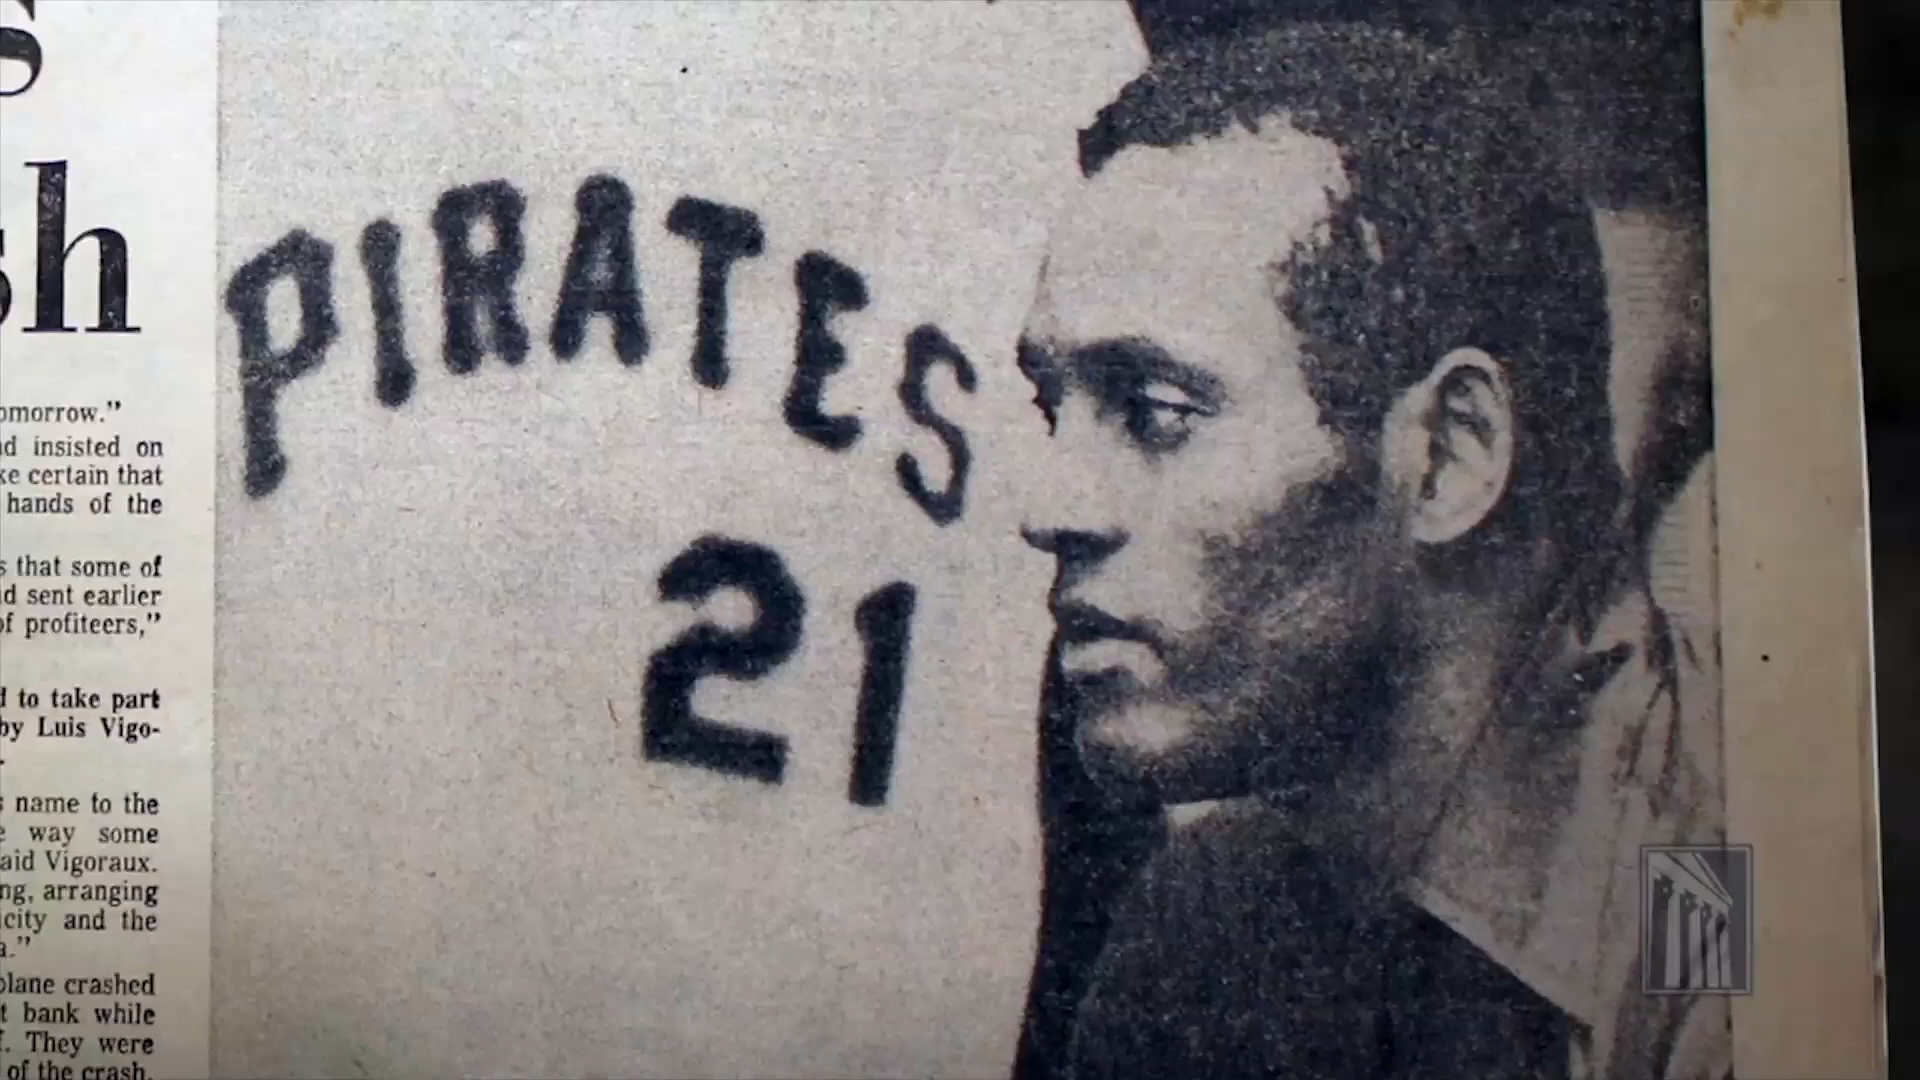 s
sh
omorrow."
d insisted on
ke certain that
hands of the
s that some of
d sent earlier
of profiteers,"
d to take part
by Luis Vigo-
s name to the
e way some
aid Vigoraux.
ng, arranging
icity and the
a."
plane crashed
t bank while
f. They were
of the crash.
PIRATES
21